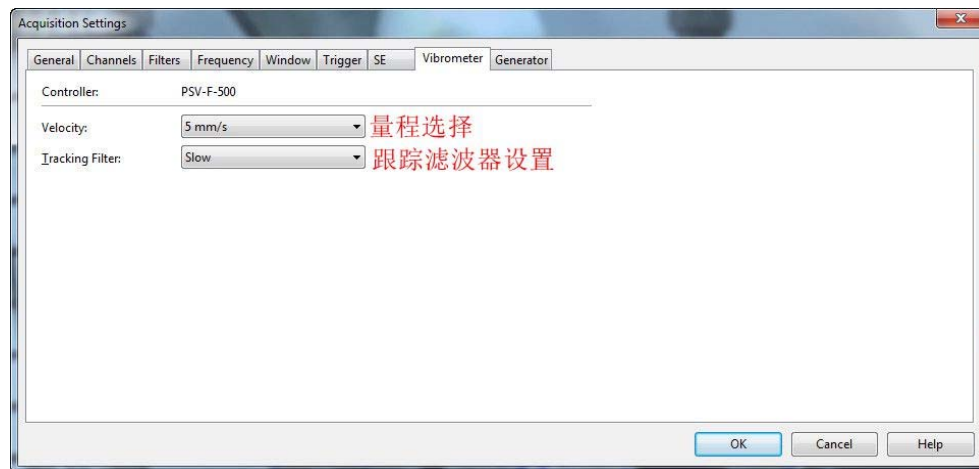 Acquisition Settings
General Channels Filters Frequency Window Trigger SE Vibrometer Generator
Controller: PSV-F-500
Velocity: 5 mm/s 量程选择
Tracking Filter: Slow 跟踪滤波器设置
OK Cancel Help